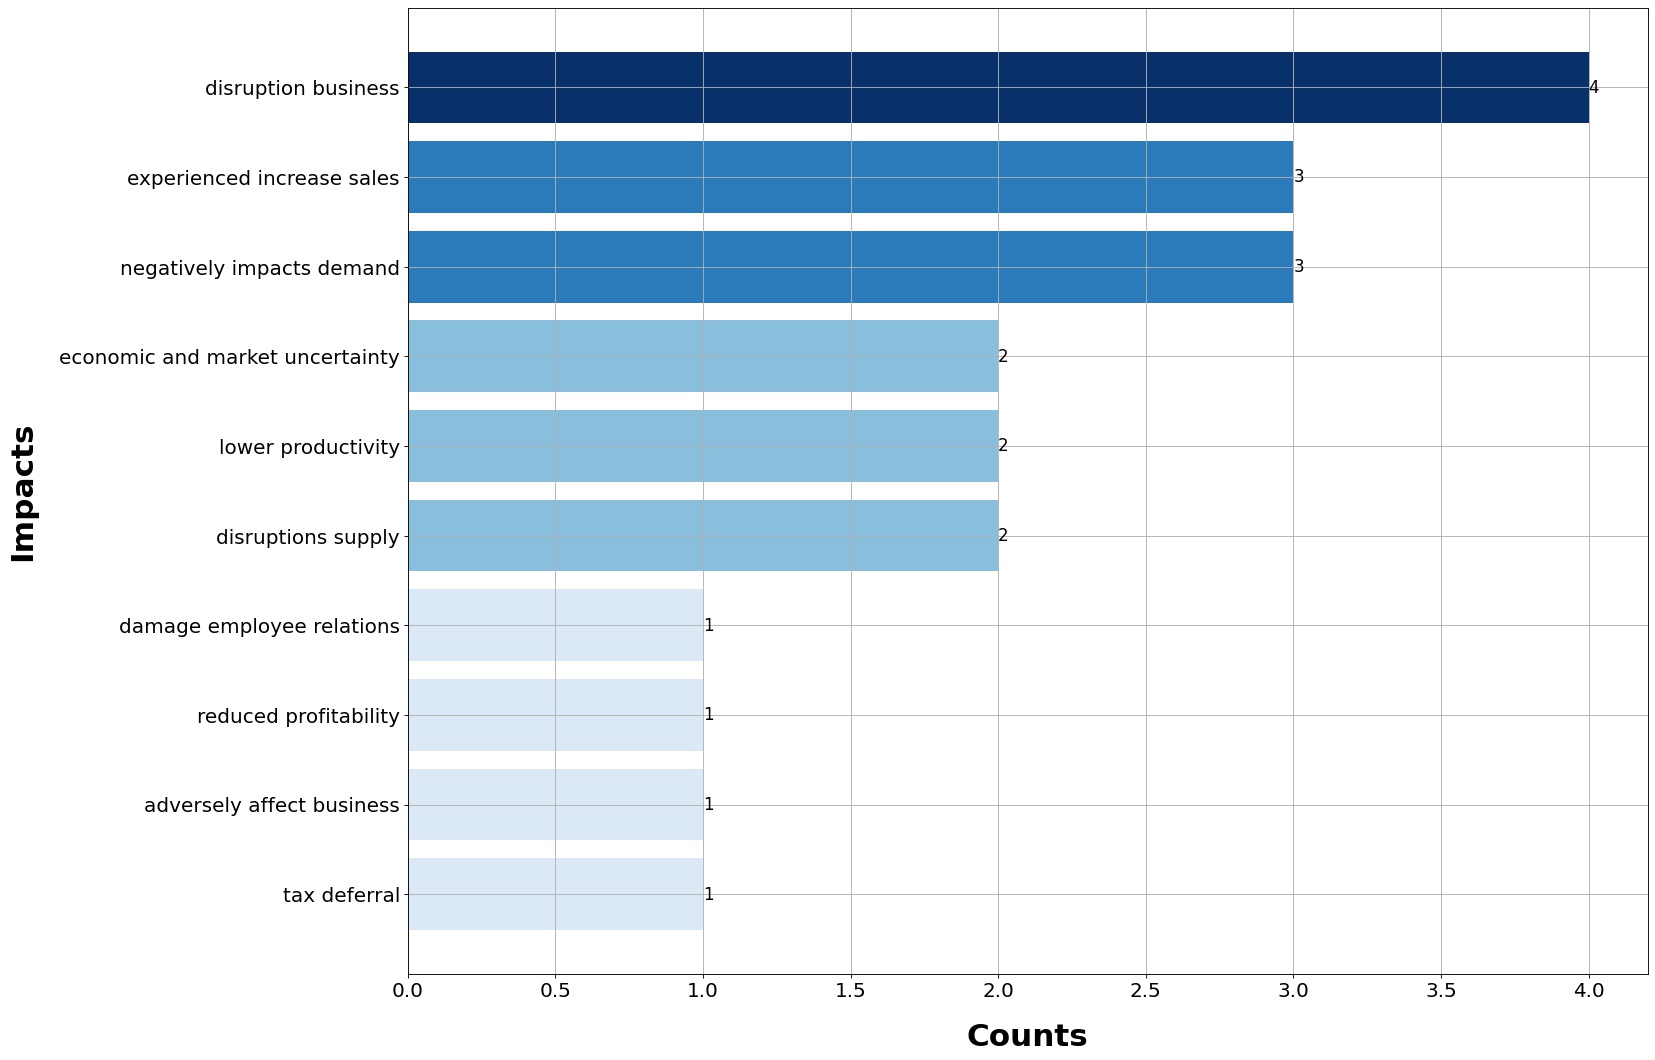 disruption business
4
experienced increase sales
3
negatively impacts demand
3
economic and market uncertainty
2
lower productivity
2
disruptions supply
2
damage employee relations
1
reduced profitability
1
adversely affect business
1
tax deferral
1
Impacts
0.0 0.5 1.0 1.5 2.0 2.5 3.0 3.5 4.0
Counts